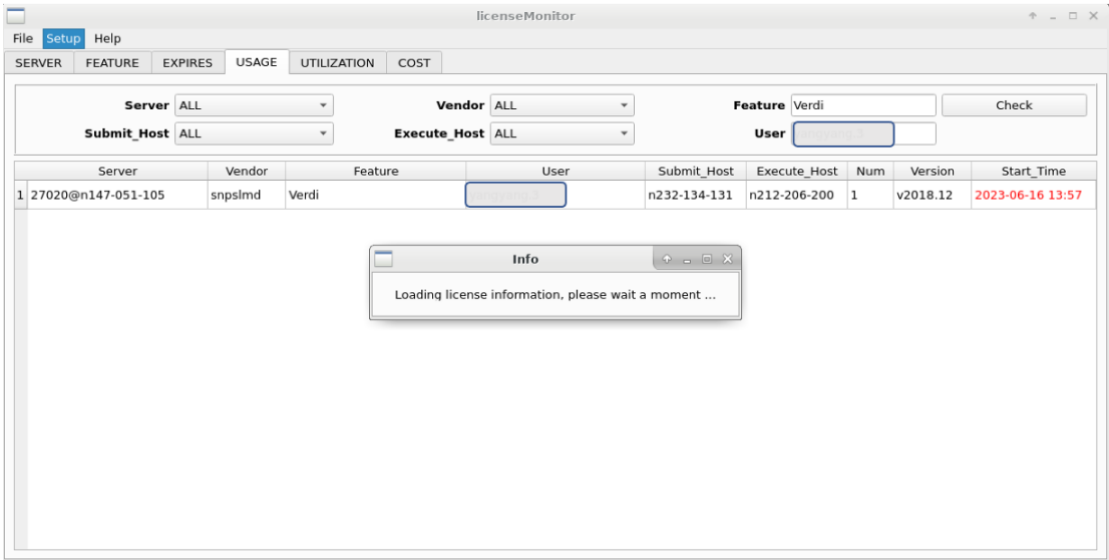 licenseMonitor
File Setup Help
SERVER FEATURE EXPIRES USAGE UTILIZATION COST
Server ALL Vendor ALL Feature Verdi Check
Submit_Host ALL Execute_Host ALL User
Server Vendor Feature User Submit_Host Execute_Host Num Version Start_Time
1 27020@n147-051-105 snpslmd Verdi n232-134-131 n212-206-200 1 v2018.12 2023-06-16 13:57
Info
Loading license information, please wait a moment ...